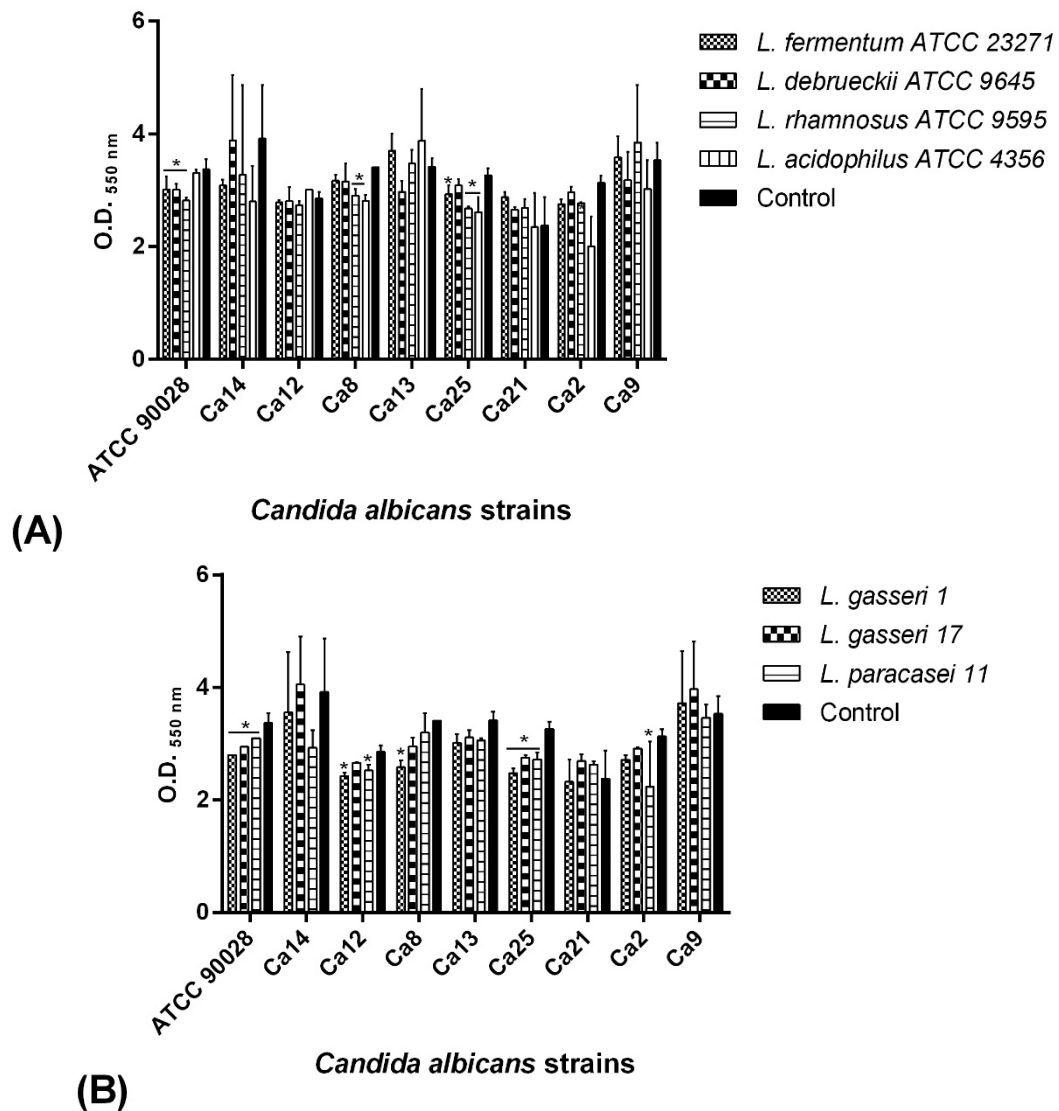 6
4
2
0
O.D. 550 nm
L. fermentum ATCC 23271
L. debrueckii ATCC 9645
L. rhamnosus ATCC 9595
L. acidophilus ATCC 4356
Control
* * * *
*
ATCC 90028 Ca14 Ca12 Ca8 Ca13 Ca25 Ca21 Ca2 Ca9
Candida albicans strains
(A)
6
4
2
0
O.D. 550 nm
L. gasseri 1
L. gasseri 17
L. paracasei 11
Control
* * * * * *
ATCC 90028 Ca14 Ca12 Ca8 Ca13 Ca25 Ca21 Ca2 Ca9
Candida albicans strains
(B)